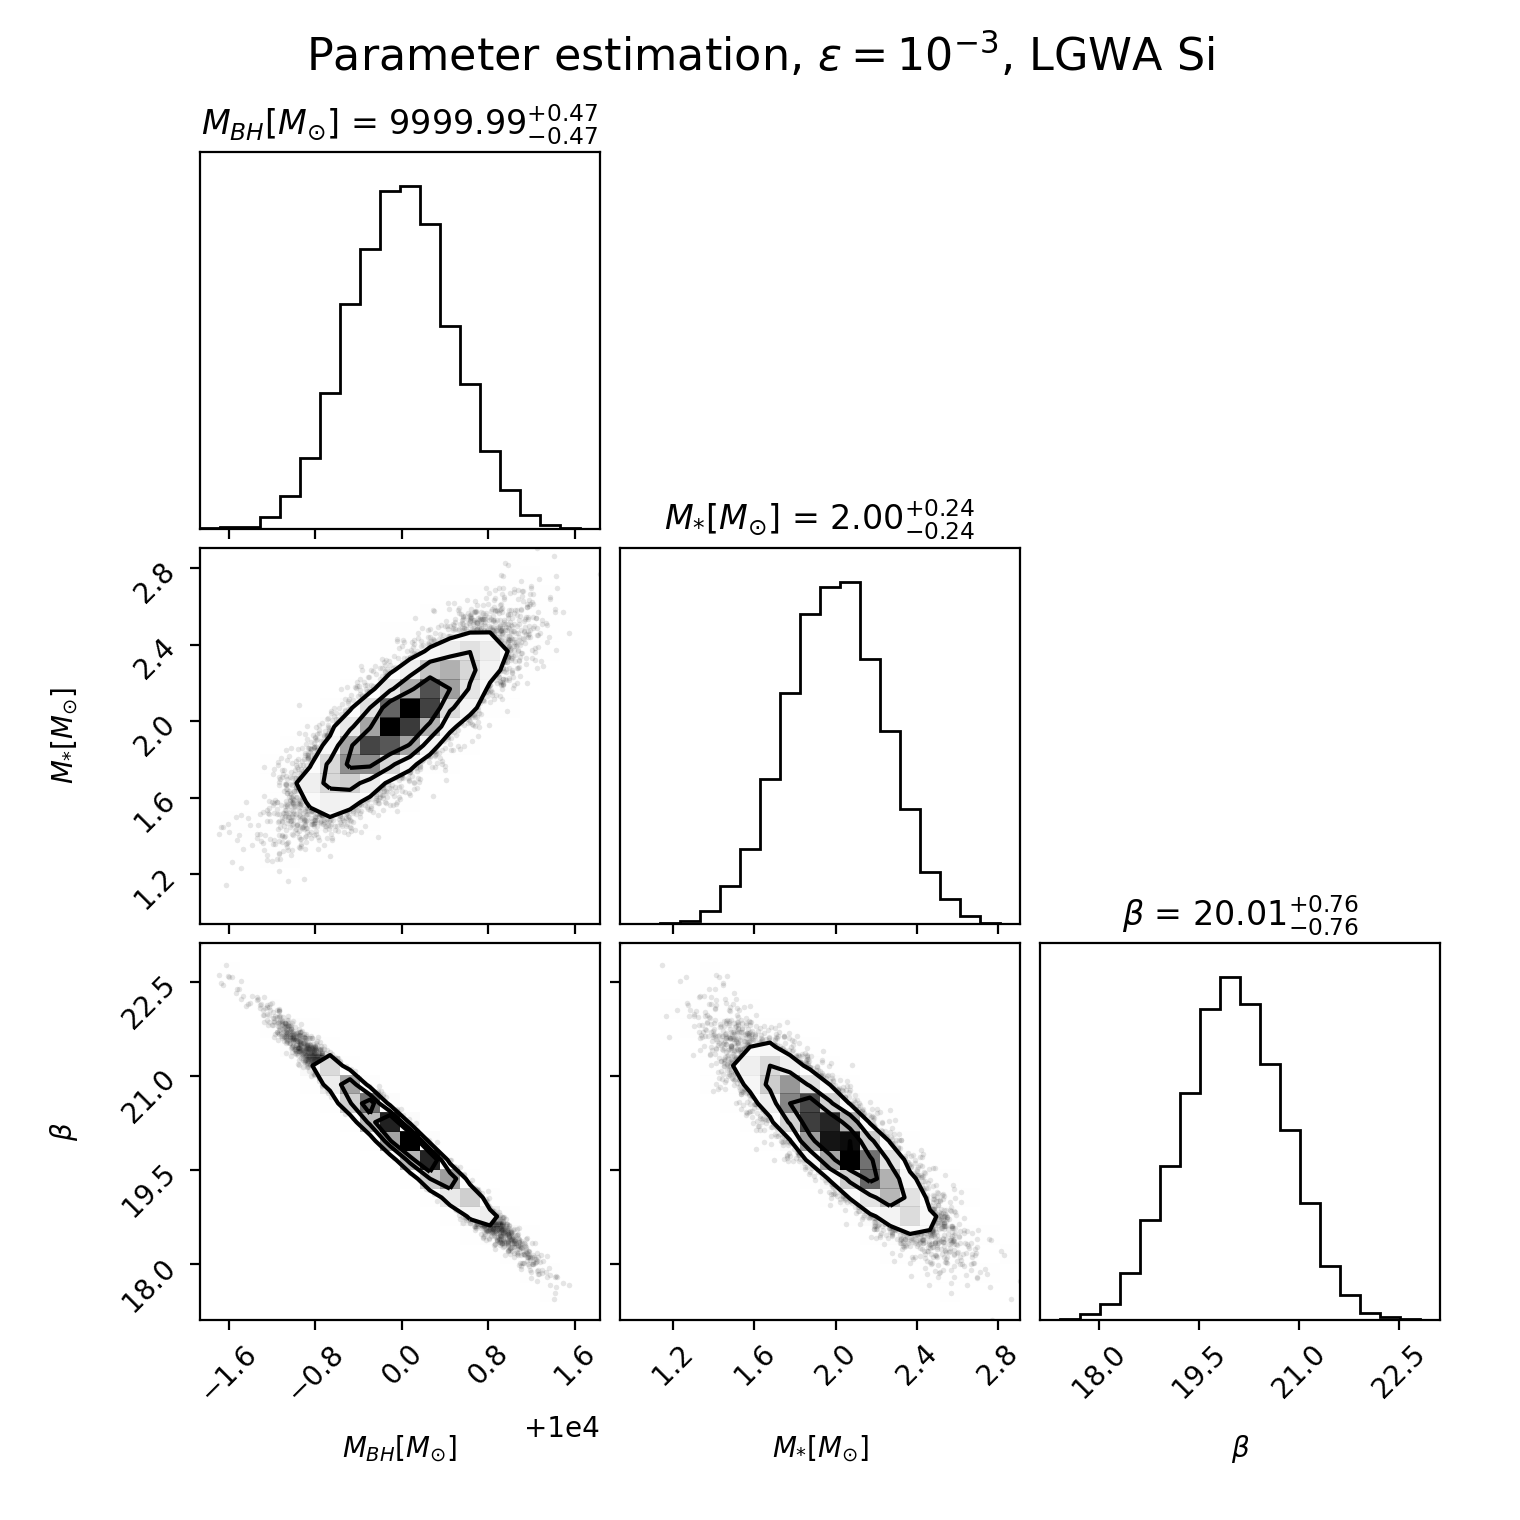 Parameter estimation, ε = 10⁻³, LGWA Si
M_{BH}[M_⊙] = 9999.99^{+0.47}_{−0.47}
M_*[M_⊙] = 2.00^{+0.24}_{−0.24}
2.8
2.4
2.0
1.6
1.2
M_*[M_⊙]
β = 20.01^{+0.76}_{−0.76}
22.5
21.0
19.5
18.0
β
−1.6 −0.8 0.0 0.8 1.6
1.2 1.6 2.0 2.4 2.8
18.0 19.5 21.0 22.5
+1e4
M_{BH}[M_⊙]
M_*[M_⊙]
β